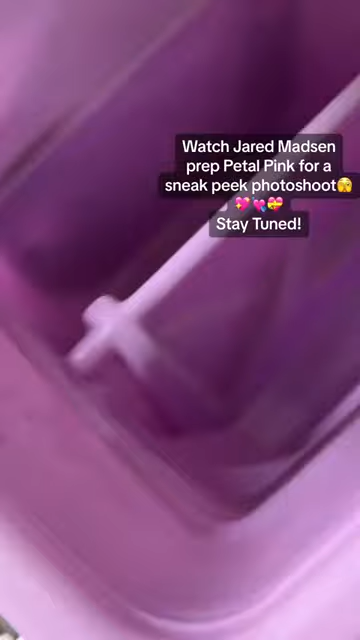 Watch Jared Madsen
prep Petal Pink for a
sneak peek photoshoot🫣
💖💘💝
Stay Tuned!